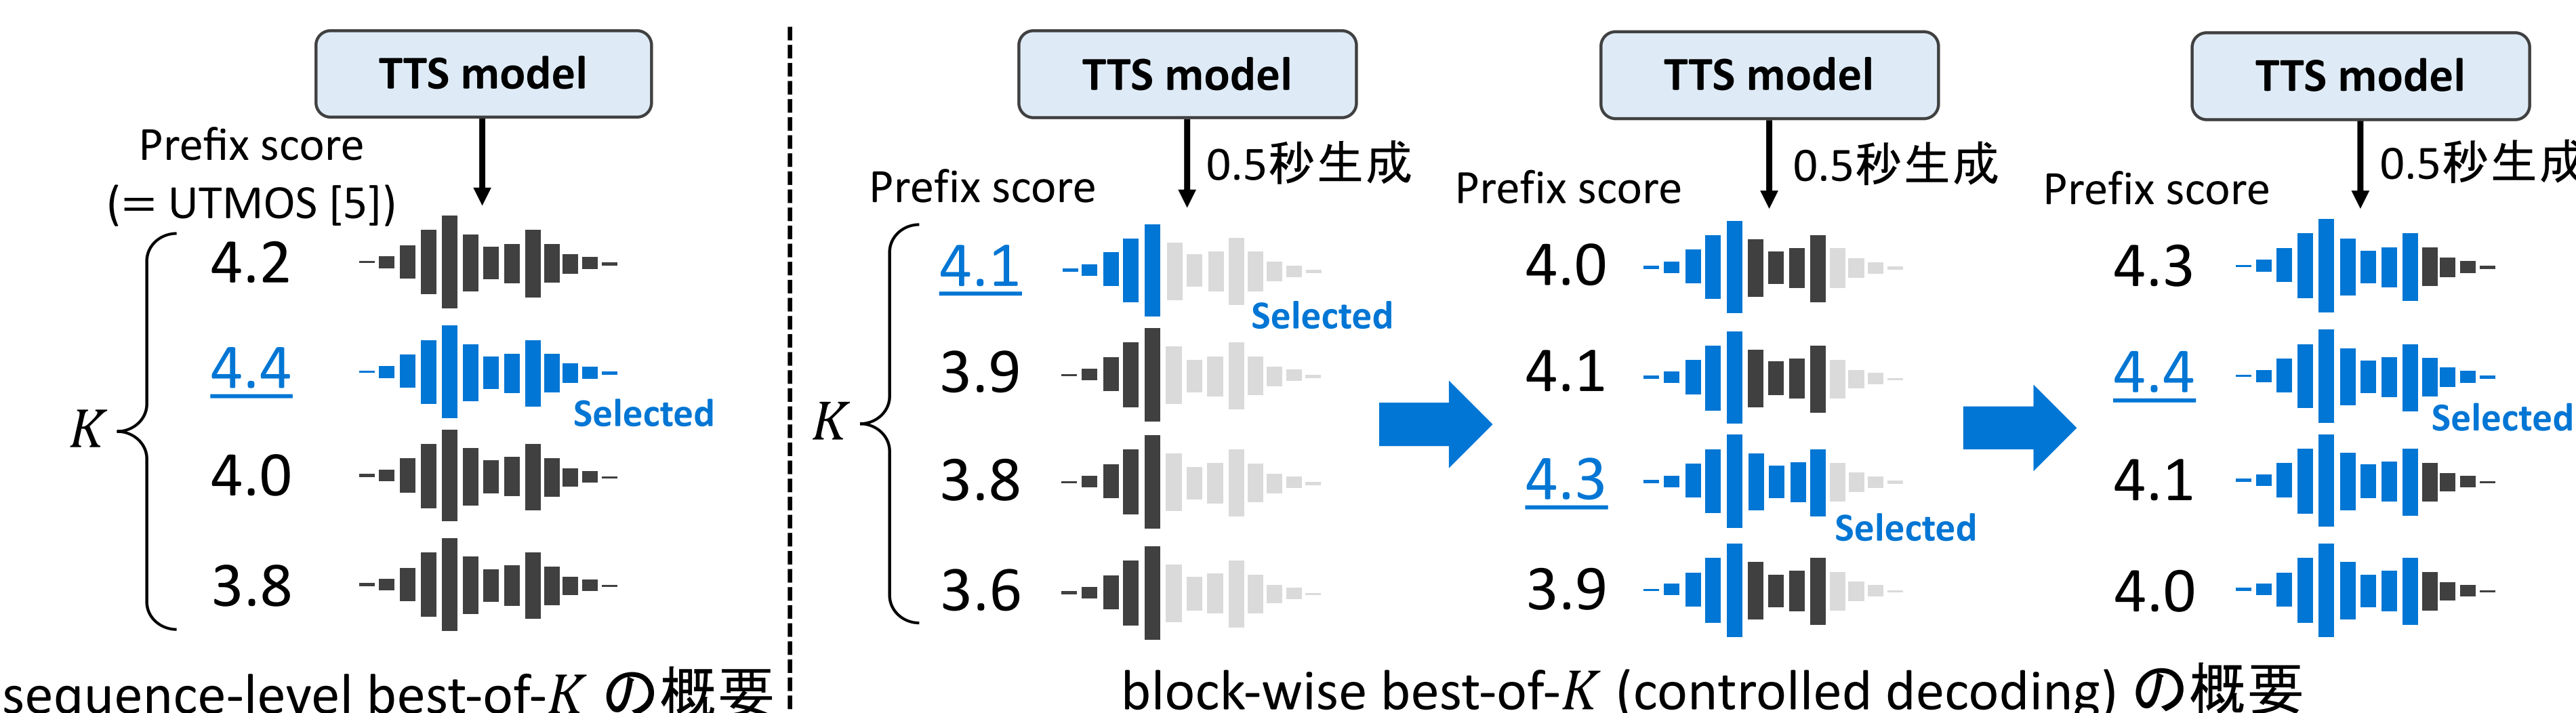 TTS model
Prefix score
(= UTMOS [5])
4.2
4.4
Selected
K
4.0
3.8
sequence-level best-of-K の概要
TTS model
0.5秒生成
Prefix score
4.1
Selected
3.9
K
3.8
3.6
TTS model
0.5秒生成
Prefix score
4.0
4.1
4.3
Selected
3.9
TTS model
0.5秒生成
Prefix score
4.3
4.4
Selected
4.1
4.0
block-wise best-of-K (controlled decoding) の概要